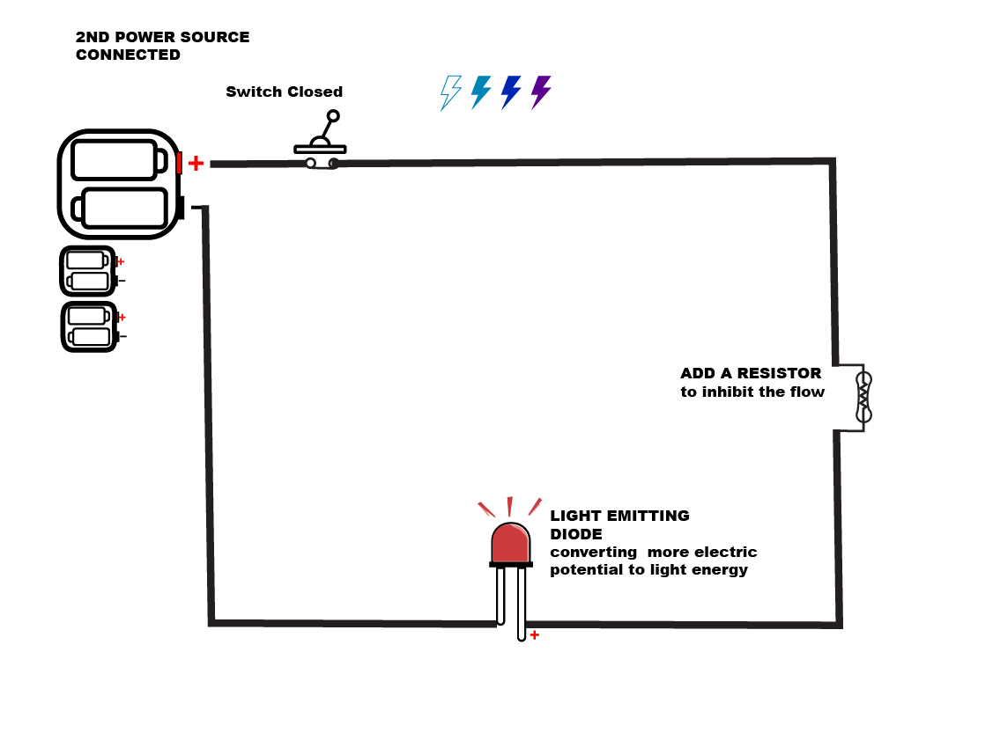 2ND POWER SOURCE
CONNECTED
Switch Closed
+
-
+
-
+
-
ADD A RESISTOR
to inhibit the flow
LIGHT EMITTING
DIODE
converting  more electric
potential to light energy
+